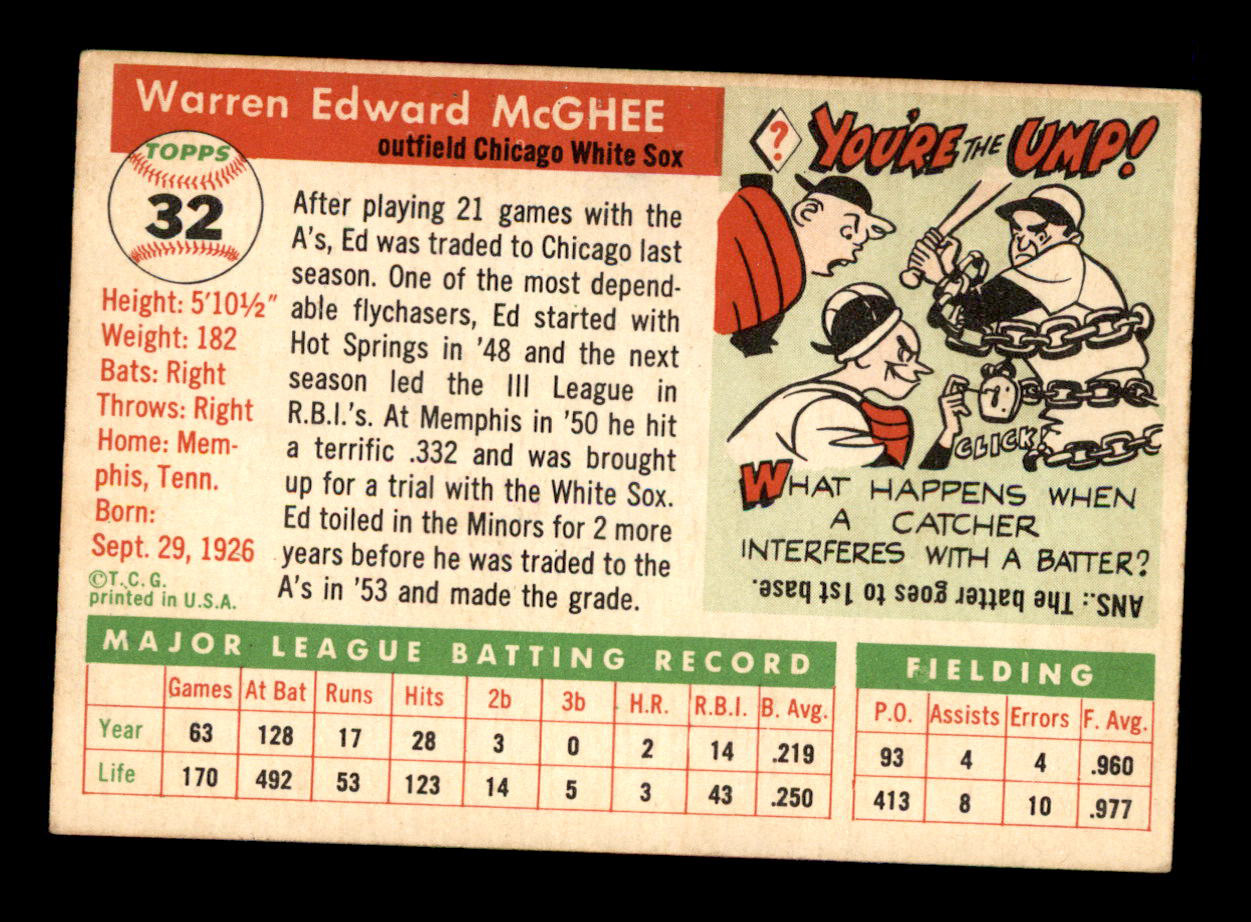 Warren Edward McGHEE
outfield Chicago White Sox
TOPPS
32
Height: 5'10½"
Weight: 182
Bats: Right
Throws: Right
Home: Mem-
phis, Tenn.
Born:
Sept. 29, 1926
©T.C.G.
printed in U.S.A.
After playing 21 games with the
A's, Ed was traded to Chicago last
season. One of the most depend-
able flychasers, Ed started with
Hot Springs in '48 and the next
season led the III League in
R.B.I.'s. At Memphis in '50 he hit
a terrific .332 and was brought
up for a trial with the White Sox.
Ed toiled in the Minors for 2 more
years before he was traded to the
A's in '53 and made the grade.
? YOU'RE THE UMP!
CLICK!
WHAT HAPPENS WHEN
A CATCHER
INTERFERES WITH A BATTER?
ANS.: The batter goes to 1st base.
MAJOR LEAGUE BATTING RECORD
Games At Bat Runs Hits 2b 3b H.R. R.B.I. B. Avg.
Year 63 128 17 28 3 0 2 14 .219
Life 170 492 53 123 14 5 3 43 .250
FIELDING
P.O. Assists Errors F. Avg.
93 4 4 .960
413 8 10 .977